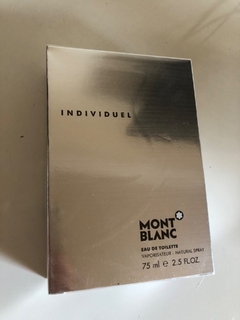 INDIVIDUEL
MONT
BLANC
EAU DE TOILETTE
VAPORISATEUR - NATURAL SPRAY
75 ml e 2.5 FL.OZ.